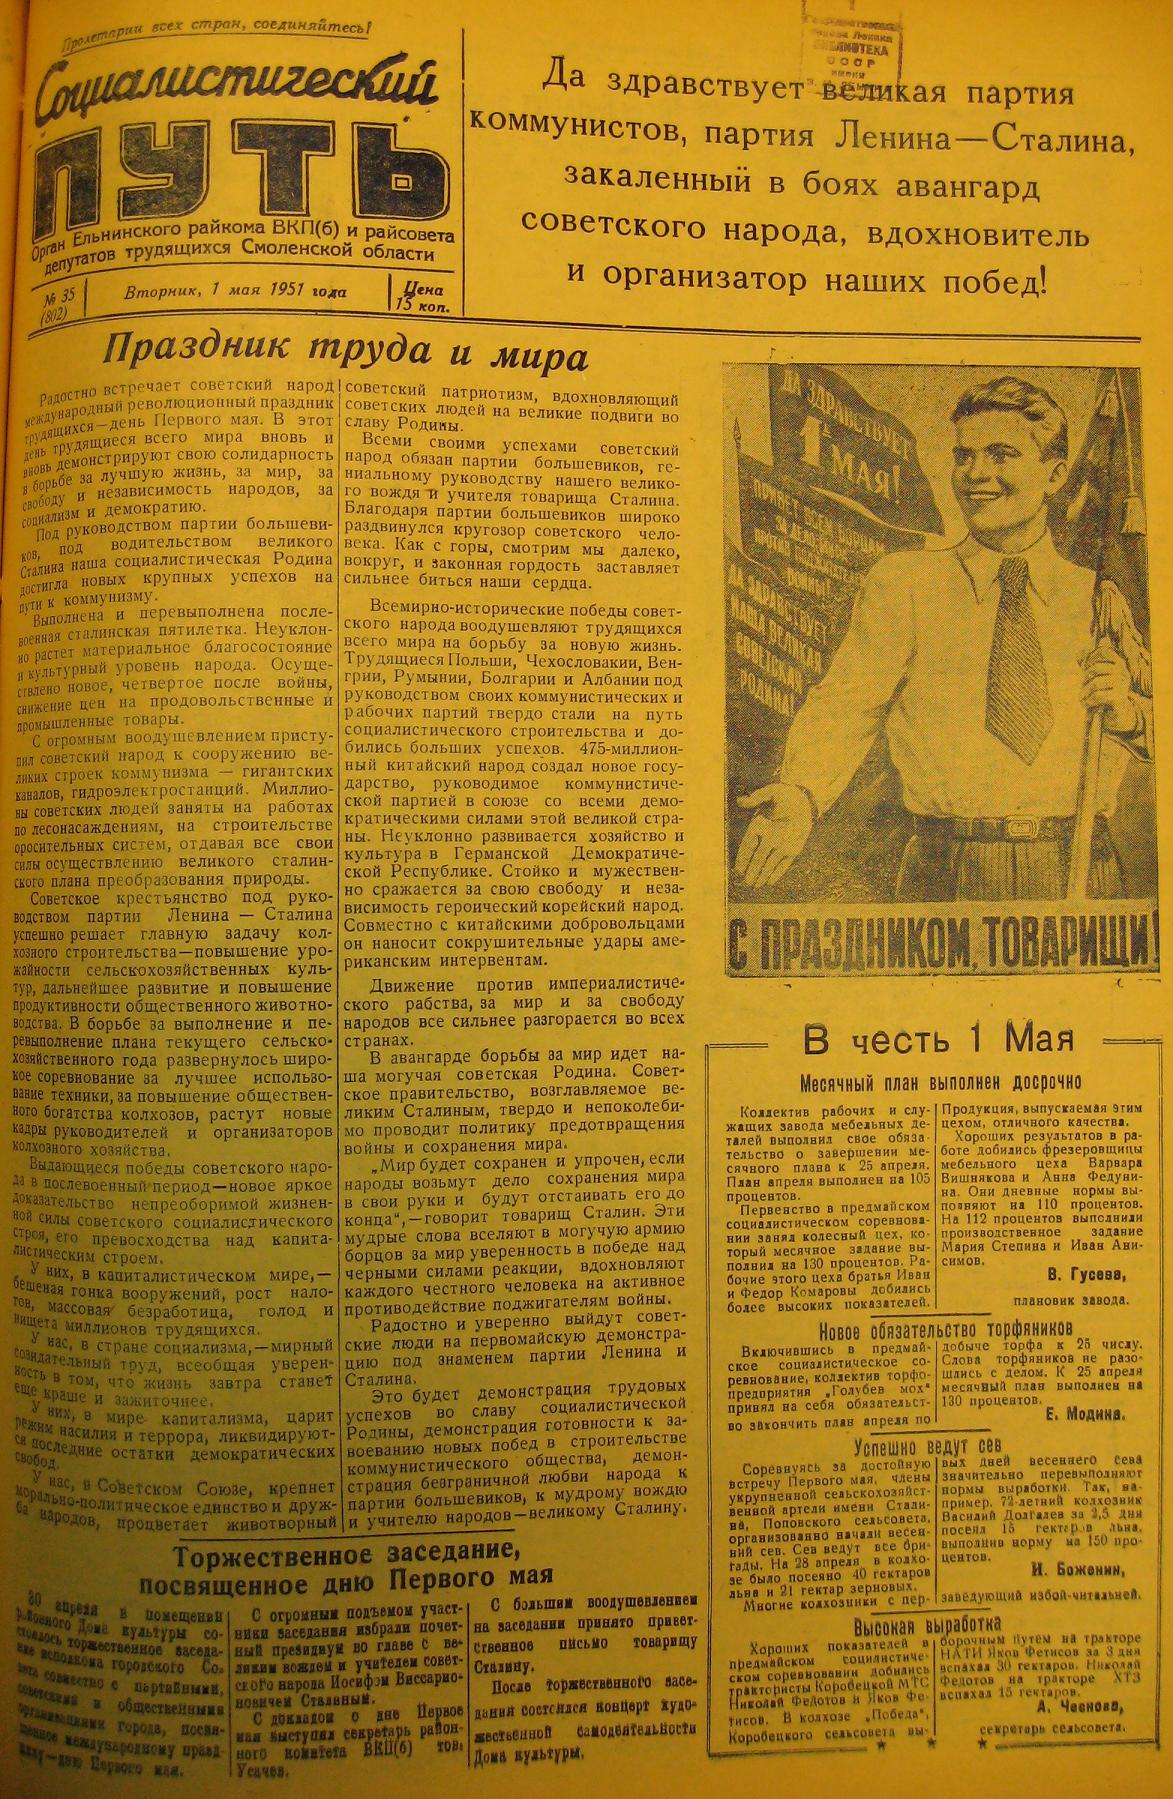 Пролетарии всех стран, соединяйтесь!
Социалистический
ПУТЬ
Орган Ельнинского райкома ВКП(б) и райсовета
депутатов трудящихся Смоленской области
№ 35
(802)
Вторник, 1 мая 1951 года
Цена
15 коп.
БИБЛИОТЕКА
СССР
имени
Да здравствует великая партия
коммунистов, партия Ленина—Сталина,
закаленный в боях авангард
советского народа, вдохновитель
и организатор наших побед!
Праздник труда и мира
Радостно встречает советский народ
международный революционный праздник
трудящихся—день Первого мая. В этот
день трудящиеся всего мира вновь и
вновь демонстрируют свою солидарность
в борьбе за лучшую жизнь, за мир, за
свободу и независимость народов, за
социализм и демократию.
Под руководством партии большеви-
ков, под водительством великого
Сталина наша социалистическая Родина
достигла новых крупных успехов на
пути к коммунизму.
Выполнена и перевыполнена после-
военная сталинская пятилетка. Неуклон-
но растет материальное благосостояние
и культурный уровень народа. Осуще-
ствлено новое, четвертое после войны,
снижение цен на продовольственные и
промышленные товары.
С огромным воодушевлением присту-
пил советский народ к сооружению ве-
ликих строек коммунизма — гигантских
каналов, гидроэлектростанций. Миллио-
ны советских людей заняты на работах
по лесонасаждениям, на строительстве
оросительных систем, отдавая все свои
силы осуществлению великого сталин-
ского плана преобразования природы.
Советское крестьянство под руко-
водством партии Ленина — Сталина
успешно решает главную задачу кол-
хозного строительства—повышение уро-
жайности сельскохозяйственных куль-
тур, дальнейшее развитие и повышение
продуктивности общественного животно-
водства. В борьбе за выполнение и пе-
ревыполнение плана текущего сельско-
хозяйственного года развернулось широ-
кое соревнование за лучшее использо-
вание техники, за повышение обществен-
ного богатства колхозов, растут новые
кадры руководителей и организаторов
колхозного хозяйства.
Выдающиеся победы советского наро-
да в послевоенный период—новое яркое
доказательство непреоборимой жизнен-
ной силы советского социалистического
строя, его превосходства над капита-
листическим строем.
У них, в капиталистическом мире,—
бешеная гонка вооружений, рост нало-
гов, массовая безработица, голод и
нищета миллионов трудящихся.
У нас, в стране социализма,—мирный
созидательный труд, всеобщая уверен-
ность в том, что жизнь завтра станет
еще краше и зажиточнее.
У них, в мире капитализма, царит
режим насилия и террора, ликвидируют-
ся последние остатки демократических
свобод.
У нас, в Советском Союзе, крепнет
морально-политическое единство и друж-
ба народов, процветает животворный
советский патриотизм, вдохновляющий
советских людей на великие подвиги во
славу Родины.
Всеми своими успехами советский
народ обязан партии большевиков, ге-
ниальному руководству нашего велико-
го вождя и учителя товарища Сталина.
Благодаря партии большевиков широко
раздвинулся кругозор советского чело-
века. Как с горы, смотрим мы далеко,
вокруг, и законная гордость заставляет
сильнее биться наши сердца.
Всемирно-исторические победы совет-
ского народа воодушевляют трудящихся
всего мира на борьбу за новую жизнь.
Трудящиеся Польши, Чехословакии, Вен-
грии, Румынии, Болгарии и Албании под
руководством своих коммунистических и
рабочих партий твердо стали на путь
социалистического строительства и до-
бились больших успехов. 475-миллион-
ный китайский народ создал новое госу-
дарство, руководимое коммунистиче-
ской партией в союзе со всеми демо-
кратическими силами этой великой стра-
ны. Неуклонно развивается хозяйство и
культура в Германской Демократиче-
ской Республике. Стойко и мужествен-
но сражается за свою свободу и неза-
висимость героический корейский народ.
Совместно с китайскими добровольцами
он наносит сокрушительные удары аме-
риканским интервентам.
Движение против империалистиче-
ского рабства, за мир и за свободу
народов все сильнее разгорается во всех
странах.
В авангарде борьбы за мир идет на-
ша могучая советская Родина. Совет-
ское правительство, возглавляемое ве-
ликим Сталиным, твердо и непоколеби-
мо проводит политику предотвращения
войны и сохранения мира.
„Мир будет сохранен и упрочен, если
народы возьмут дело сохранения мира
в свои руки и будут отстаивать его до
конца“,—говорит товарищ Сталин. Эти
мудрые слова вселяют в могучую армию
борцов за мир уверенность в победе над
черными силами реакции, вдохновляют
каждого честного человека на активное
противодействие поджигателям войны.
Радостно и уверенно выйдут совет-
ские люди на первомайскую демонстра-
цию под знаменем партии Ленина и
Сталина.
Это будет демонстрация трудовых
успехов во славу социалистической
Родины, демонстрация готовности к за-
воеванию новых побед в строительстве
коммунистического общества, демон-
страция безграничной любви народа к
партии большевиков, к мудрому вождю
и учителю народов—великому Сталину.
ДА ЗДРАВСТВУЕТ
1е МАЯ!
ПРИВЕТ ВСЕМ БОРЦАМ
ЗА ДЕЛО МИРА
ПРОТИВ ПОДЖИГАТЕЛЕЙ
ВОЙНЫ!
ДА ЗДРАВСТВУЕТ
НАША ВЕЛИКАЯ
СОВЕТСКАЯ
РОДИНА!
С ПРАЗДНИКОМ, ТОВАРИЩИ!
В честь 1 Мая
Месячный план выполнен досрочно
Коллектив рабочих и слу-
жащих завода мебельных де-
талей выполнил свое обяза-
тельство о завершении ме-
сячного плана к 25 апреля.
План апреля выполнен на 105
процентов.
Первенство в предмайском
социалистическом соревнова-
нии занял колесный цех, ко-
торый месячное задание вы-
полнил на 130 процентов. Ра-
бочие этого цеха братья Иван
и Федор Комаровы добились
более высоких показателей.
Продукция, выпускаемая этим
цехом, отличного качества.
Хороших результатов в ра-
боте добились фрезеровщицы
мебельного цеха Варвара
Вишнякова и Анна Федуни-
на. Они дневные нормы вы-
полняют на 110 процентов.
На 112 процентов выполнили
производственное задание
Мария Степина и Иван Ани-
симов.
В. Гусева,
плановик завода.
Новое обязательство торфяников
Включившись в предмай-
ское социалистическое со-
ревнование, коллектив торфо-
предприятия „Голубев мох“
принял на себя обязательст-
во закончить план апреля по
добыче торфа к 25 числу.
Слова торфяников не разо-
шлись с делом. К 25 апреля
месячный план выполнен на
130 процентов.
Е. Модина.
Успешно ведут сев
Соревнуясь за достойную
встречу Первого мая, члены
укрупненной сельскохозяйст-
венной артели имени Стали-
на, Поповского сельсовета,
организованно начали весен-
ний сев. Сев ведут все бри-
гады. На 28 апреля в колхо-
зе было посеяно 40 гектаров
льна и 21 гектар зерновых.
Многие колхозники с пер-
вых дней весеннего сева
значительно перевыполняют
нормы выработки. Так, на-
пример, 72-летний колхозник
Василий Долгалев за 2,5 дня
посеял 15 гектаров льна,
выполнив норму на 150 про-
центов.
И. Боженин,
заведующий избой-читальней.
Высокая выработка
Хороших показателей в
предмайском социалистиче-
ском соревновании добились
трактористы Коробецкой МТС
Николай Федотов и Яков Фе-
тисов. В колхозе „Победа“,
Коробецкого сельсовета вы-
борочным путем на тракторе
НАТИ Яков Фетисов за 3 дня
вспахал 30 гектаров. Николай
Федотов на тракторе ХТЗ
вспахал 15 гектаров.
А. Чеснова,
секретарь сельсовета.
Торжественное заседание,
посвященное дню Первого мая
30 апреля в помещении
районного Дома культуры со-
стоялось торжественное заседа-
ние исполкома городского Со-
вета совместно с партийными,
советскими и общественными
организациями города, посвя-
щенное международному празд-
нику—дню Первого мая.
С огромным подъемом участ-
ники заседания избрали почет-
ный президиум во главе с ве-
ликим вождем и учителем совет-
ского народа Иосифом Виссарио-
новичем Сталиным.
С докладом о дне Первое
мая выступил секретарь район-
ного комитета ВКП(б) тов.
Усачев.
С большим воодушевлением
на заседании принято привет-
ственное письмо товарищу
Сталину.
После торжественного засе-
дания состоялся концерт худо-
жественной самодеятельности
Дома культуры.